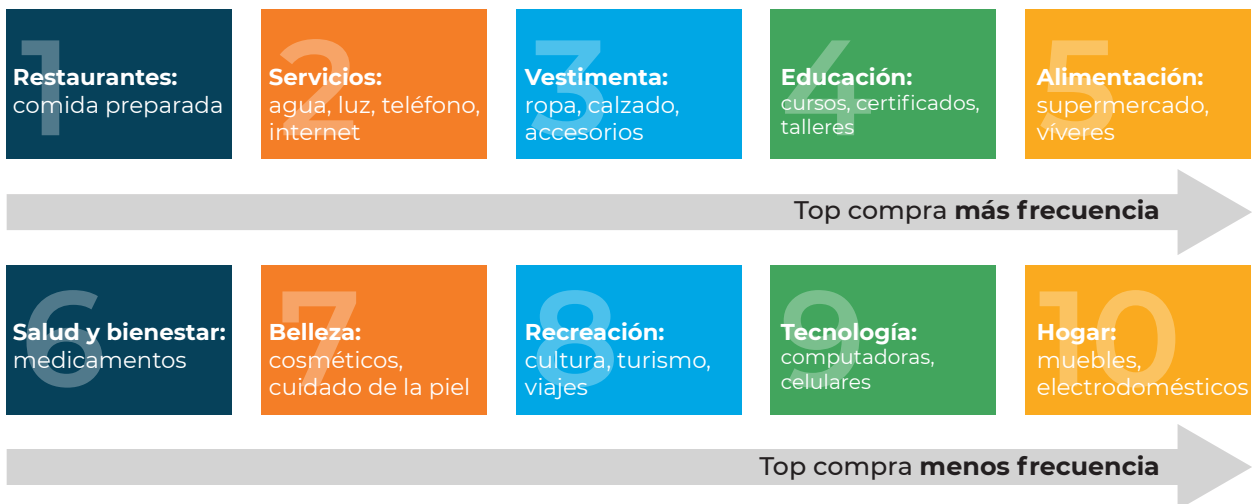 1
Restaurantes:
comida preparada
2
Servicios:
agua, luz, teléfono,
internet
3
Vestimenta:
ropa, calzado,
accesorios
4
Educación:
cursos, certificados,
talleres
5
Alimentación:
supermercado,
víveres
Top compra más frecuencia
6
Salud y bienestar:
medicamentos
7
Belleza:
cosméticos,
cuidado de la piel
8
Recreación:
cultura, turismo,
viajes
9
Tecnología:
computadoras,
celulares
10
Hogar:
muebles,
electrodomésticos
Top compra menos frecuencia